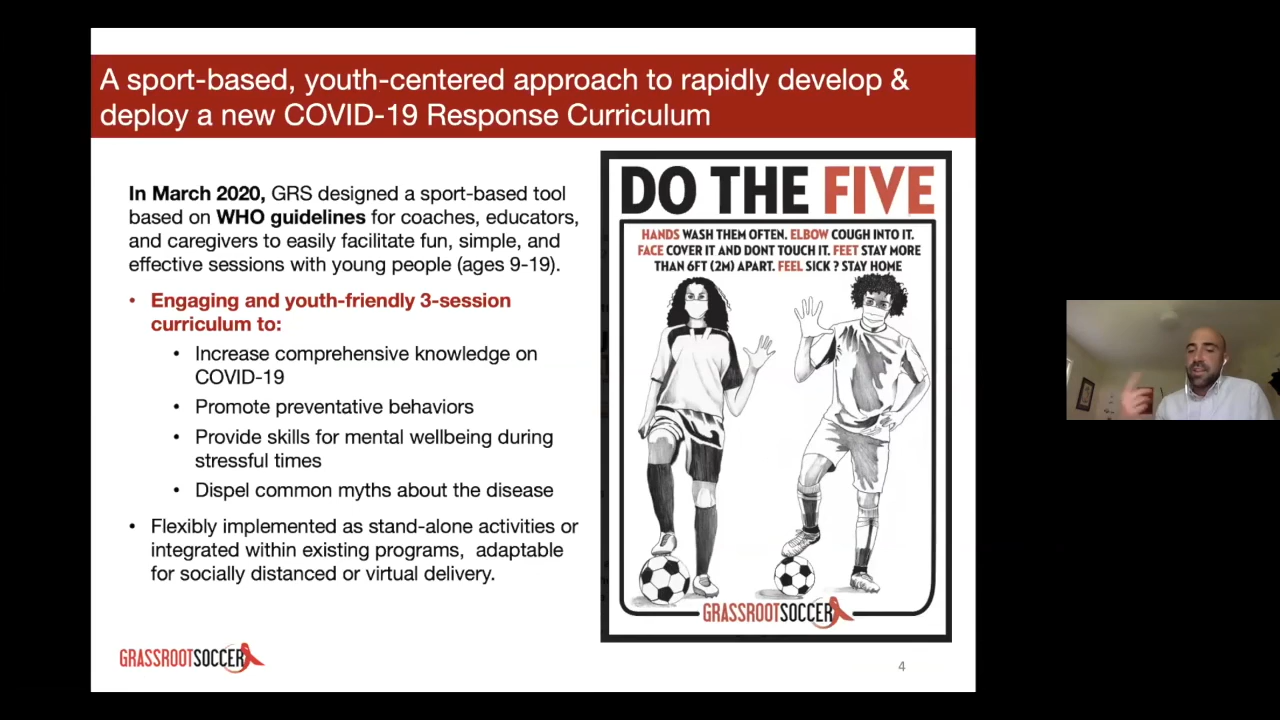 A sport-based, youth-centered approach to rapidly develop &
deploy a new COVID-19 Response Curriculum
In March 2020, GRS designed a sport-based tool
based on WHO guidelines for coaches, educators,
and caregivers to easily facilitate fun, simple, and
effective sessions with young people (ages 9-19).
• Engaging and youth-friendly 3-session
curriculum to:
• Increase comprehensive knowledge on
COVID-19
• Promote preventative behaviors
• Provide skills for mental wellbeing during
stressful times
• Dispel common myths about the disease
• Flexibly implemented as stand-alone activities or
integrated within existing programs, adaptable
for socially distanced or virtual delivery.
DO THE FIVE
HANDS WASH THEM OFTEN. ELBOW COUGH INTO IT.
FACE COVER IT AND DONT TOUCH IT. FEET STAY MORE
THAN 6FT (2M) APART. FEEL SICK ? STAY HOME
GRASSROOTSOCCER
GRASSROOTSOCCER
4